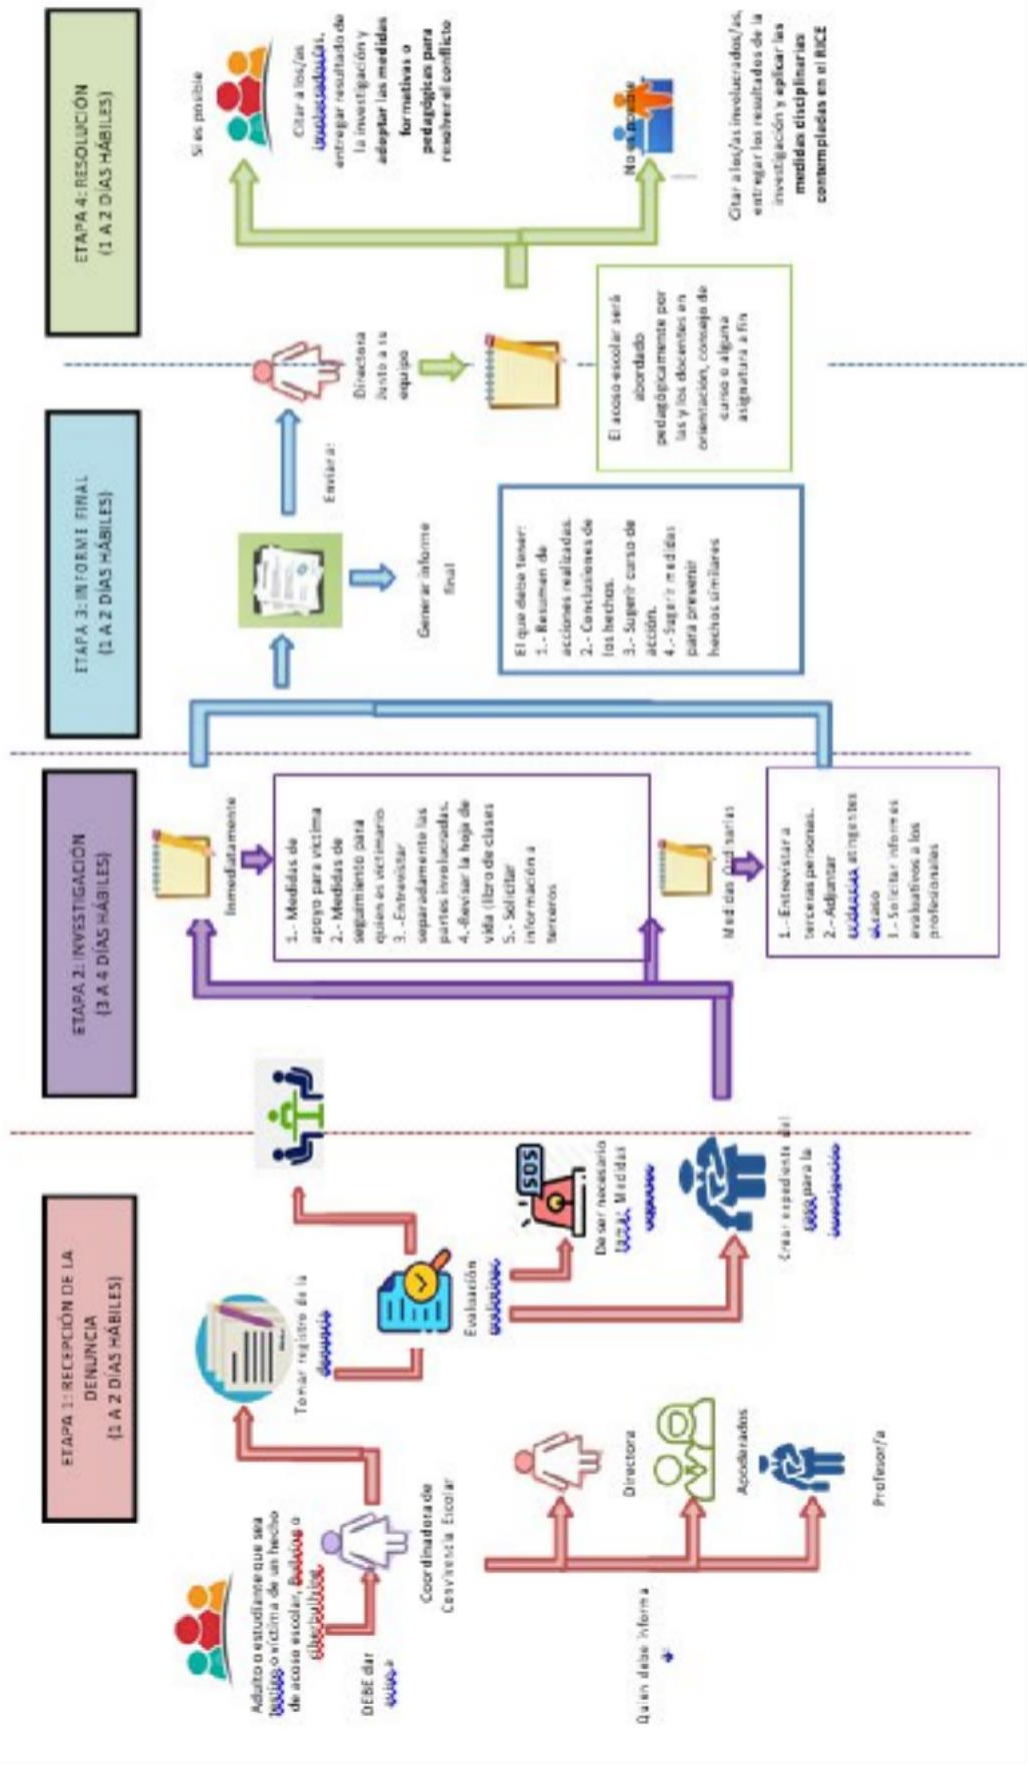 ETAPA 1: RECEPCIÓN DE LA
DENUNCIA
(1 A 2 DÍAS HÁBILES)
Adulto o estudiante que sea
testigo o víctima de un hecho
de acoso escolar, o
DEBE dar
aviso a
Coordinadora de
Convivencia Escolar
Quien debe informa
Directora
Apoderados
Profesor/a
Tomar registro de la
denuncia
Evaluación
SOS
De ser necesario
tomar Medidas
Crear expediente del
caso para la
investigación
ETAPA 2: INVESTIGACIÓN
(3 A 4 DÍAS HÁBILES)
Inmediatamente
1.- Medidas de
apoyo para víctima
2.- Medidas de
seguimiento para
quien es victimario
3.-Entrevistar
separadamente las
partes involucradas.
4.-Revisar la hoja de
vida (libro de clases
5.- Solicitar
información a
terceros
Medidas Ordinarias
1.- Entrevistar a
terceras personas.
2.- Adjuntar
evidencias atingentes
al caso
3.- Solicitar informes
evaluativos a los
profesionales
ETAPA 3: INFORME FINAL
(1 A 2 DÍAS HÁBILES)
Enviar a:
Generar informe
final
El que debe tener:
1.- Resumen de
acciones realizadas.
2.- Conclusiones de
los hechos.
3.- Sugerir curso de
acción.
4.- Sugerir medidas
para prevenir
hechos similares
Directora
Junto a su
equipo
El acoso escolar será
abordado
pedagógicamente por
las y los docentes en
orientación, consejo de
curso o alguna
asignatura a fin
ETAPA 4: RESOLUCIÓN
(1 A 2 DÍAS HÁBILES)
Si es posible
Citar a los/as
involucrados/as,
entregar resultado de
la investigación y
adoptar las medidas
formativas o
pedagógicas para
resolver el conflicto
No es posible
Citar a los/as involucrados/as,
entregar los resultados de la
investigación y aplicar las
medidas disciplinarias
contempladas en el RICE